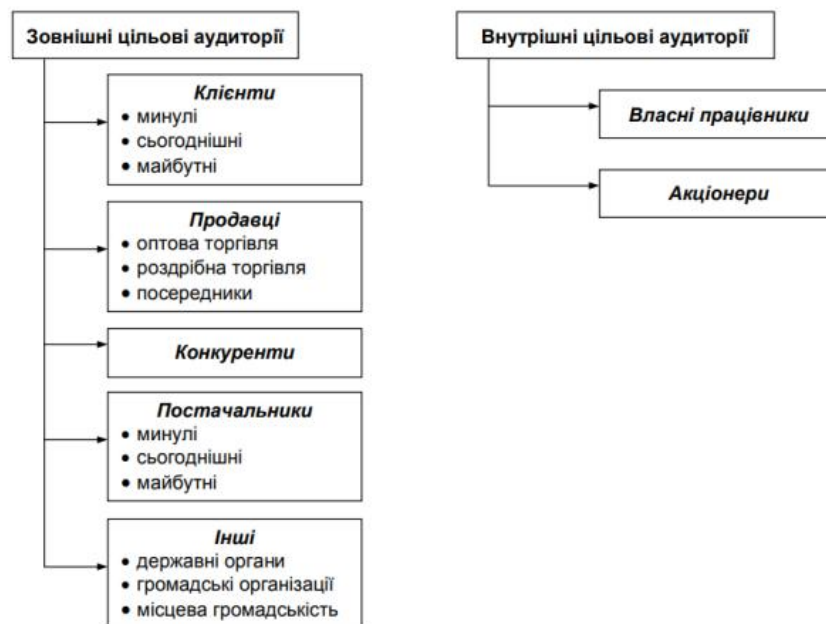 Зовнішні цільові аудиторії
Клієнти
• минулі
• сьогоднішні
• майбутні
Продавці
• оптова торгівля
• роздрібна торгівля
• посередники
Конкуренти
Постачальники
• минулі
• сьогоднішні
• майбутні
Інші
• державні органи
• громадські організації
• місцева громадськість
Внутрішні цільові аудиторії
Власні працівники
Акціонери